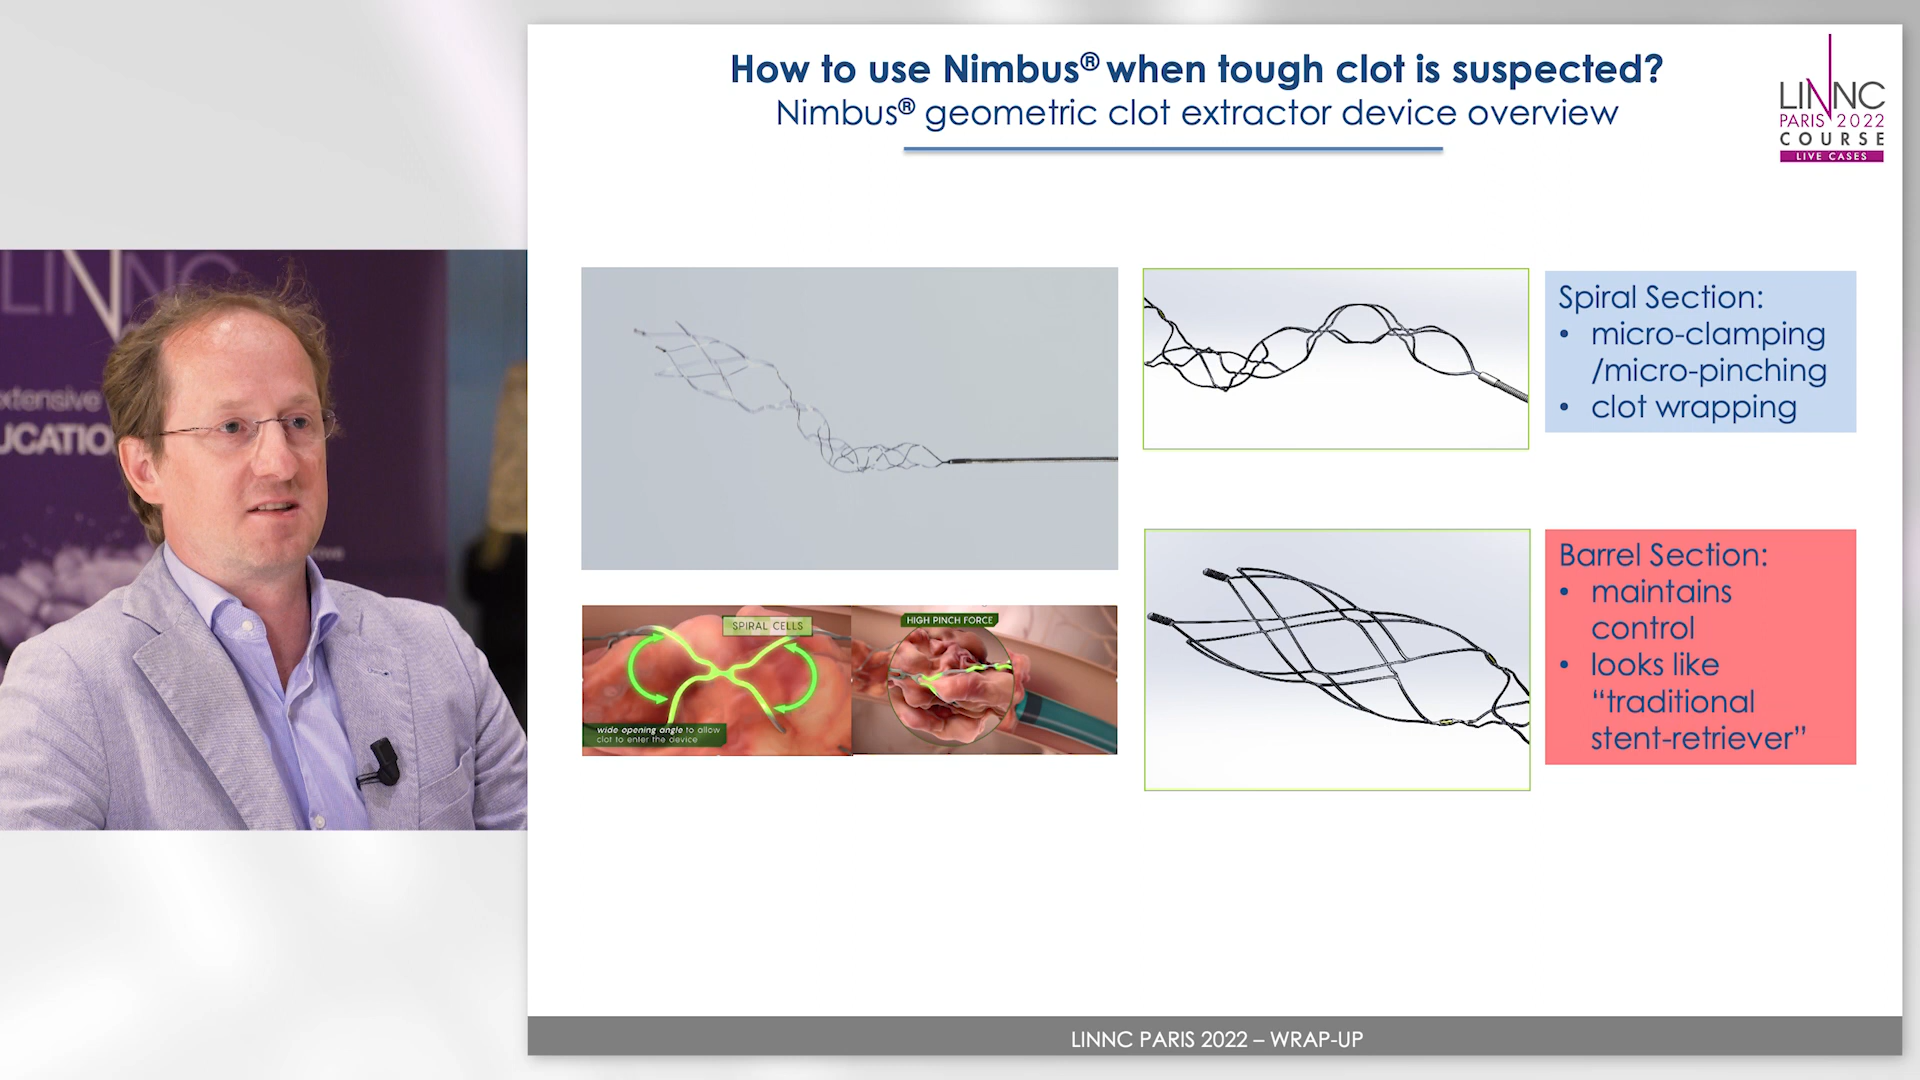 How to use Nimbus® when tough clot is suspected?
Nimbus® geometric clot extractor device overview
LINNC
PARIS 2022
COURSE
LIVE CASES
LINNC
xtensive
UCATIO
Spiral Section:
• micro-clamping
/micro-pinching
• clot wrapping
SPIRAL CELLS
wide opening angle to allow
clot to enter the device
HIGH PINCH FORCE
Barrel Section:
• maintains
control
• looks like
“traditional
stent-retriever”
LINNC PARIS 2022 – WRAP-UP